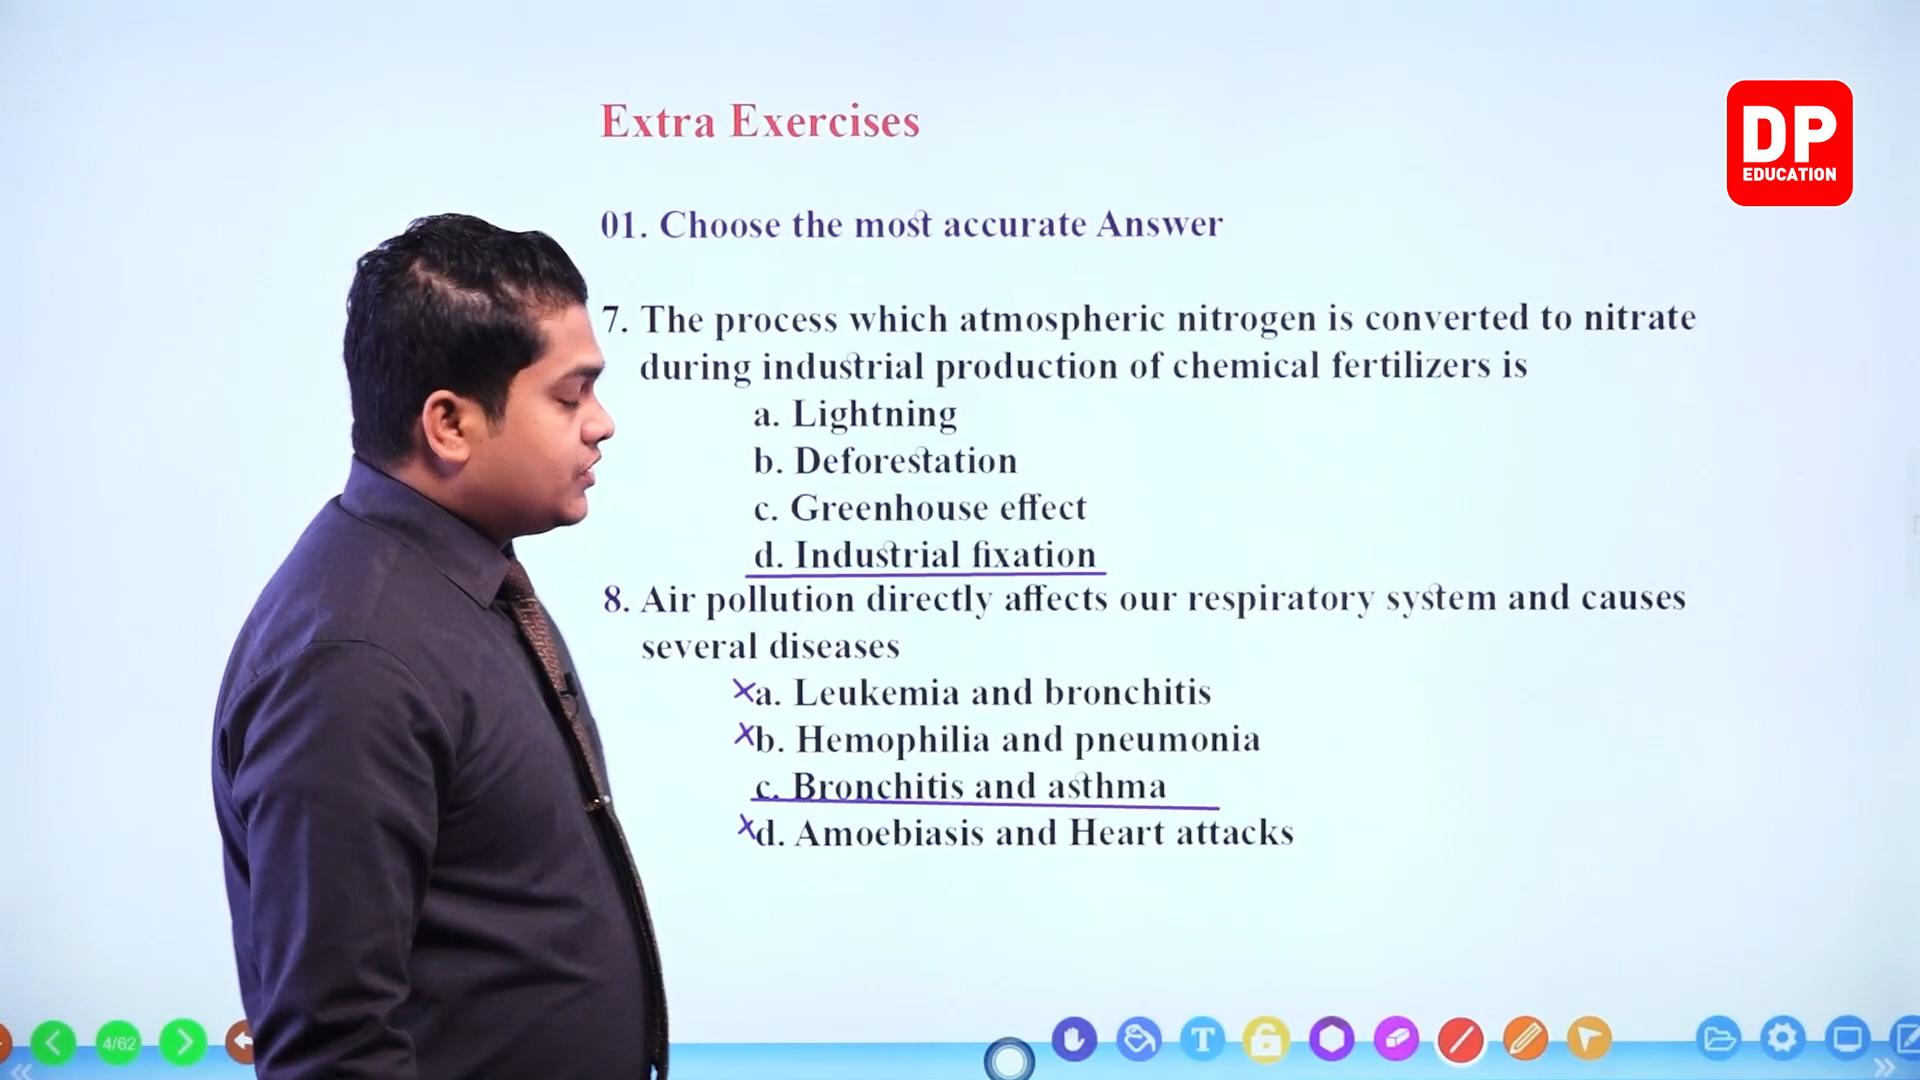 Extra Exercises
DP
EDUCATION
01. Choose the most accurate Answer
7. The process which atmospheric nitrogen is converted to nitrate
during industrial production of chemical fertilizers is
a. Lightning
b. Deforestation
c. Greenhouse effect
d. Industrial fixation
8. Air pollution directly affects our respiratory system and causes
several diseases
xa. Leukemia and bronchitis
xb. Hemophilia and pneumonia
c. Bronchitis and asthma
xd. Amoebiasis and Heart attacks
4/62
T